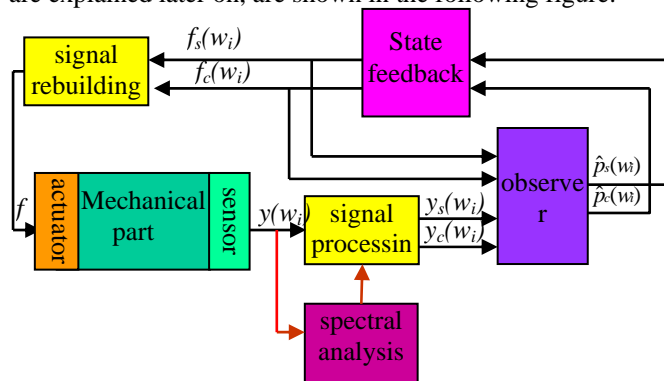 are explained later on, are shown in the following figure.
signal
rebuilding
fs(wi)
fc(wi)
State
feedback
f
actuator
Mechanical
part
sensor
y(wi)
signal
processin
ys(wi)
yc(wi)
observe
r
p̂s(wi)
p̂c(wi)
spectral
analysis